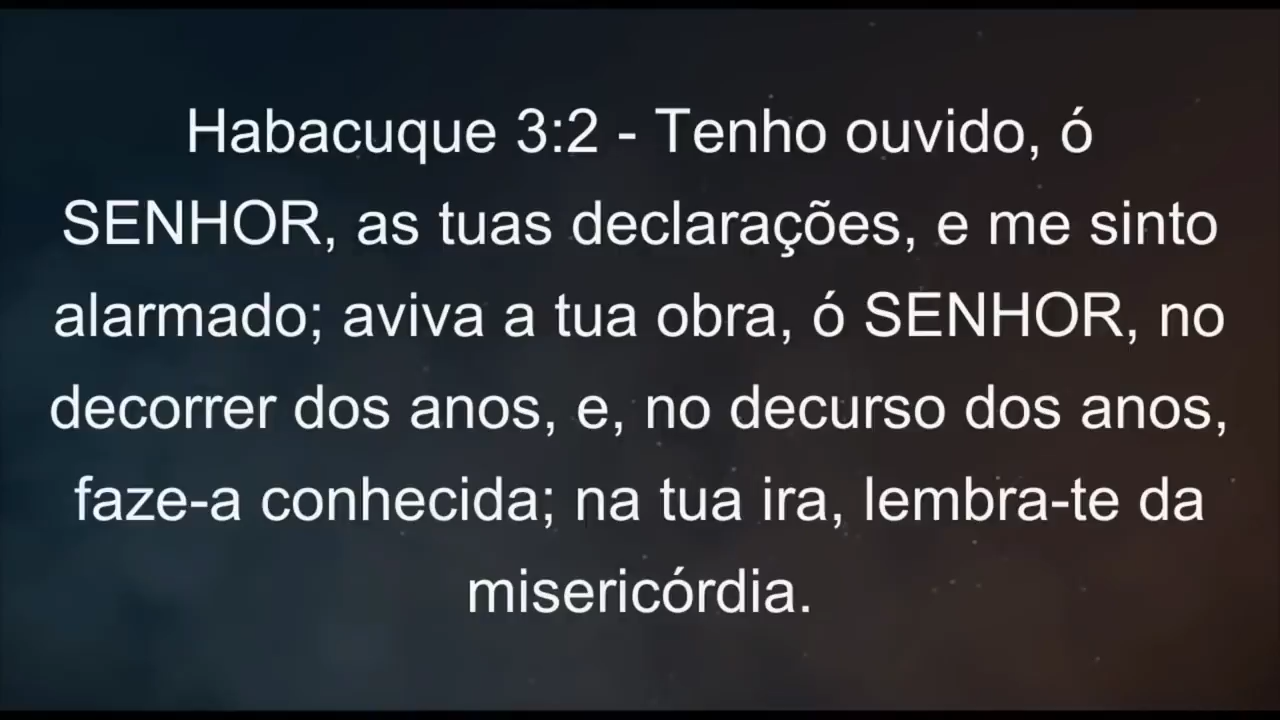 Habacuque 3:2 - Tenho ouvido, ó
SENHOR, as tuas declarações, e me sinto
alarmado; aviva a tua obra, ó SENHOR, no
decorrer dos anos, e, no decurso dos anos,
faze-a conhecida; na tua ira, lembra-te da
misericórdia.